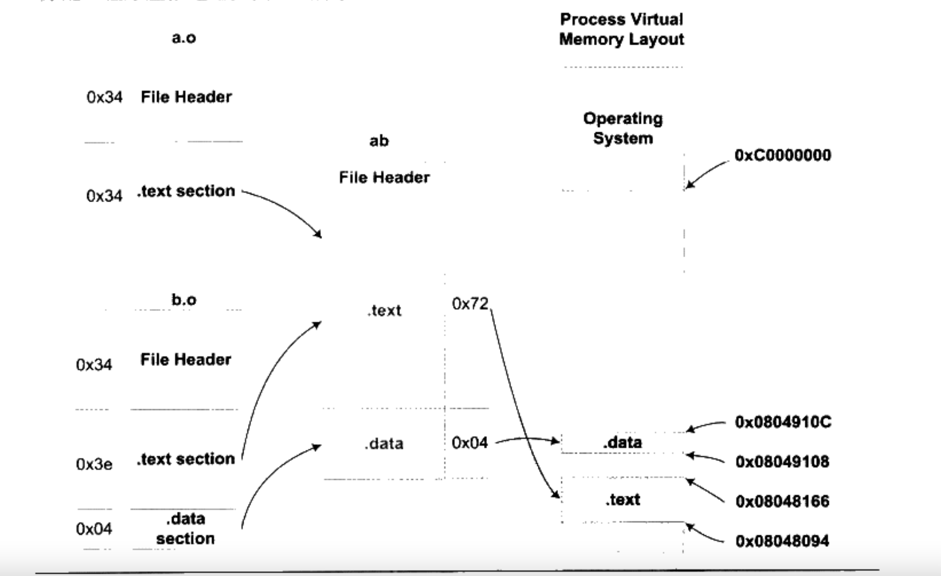 a.o
0x34 File Header
0x34 .text section
b.o
0x34 File Header
0x3e .text section
0x04 .data
section
ab
File Header
.text 0x72
.data 0x04
Process Virtual
Memory Layout
Operating
System
0xC0000000
.data
.text
0x0804910C
0x08049108
0x08048166
0x08048094